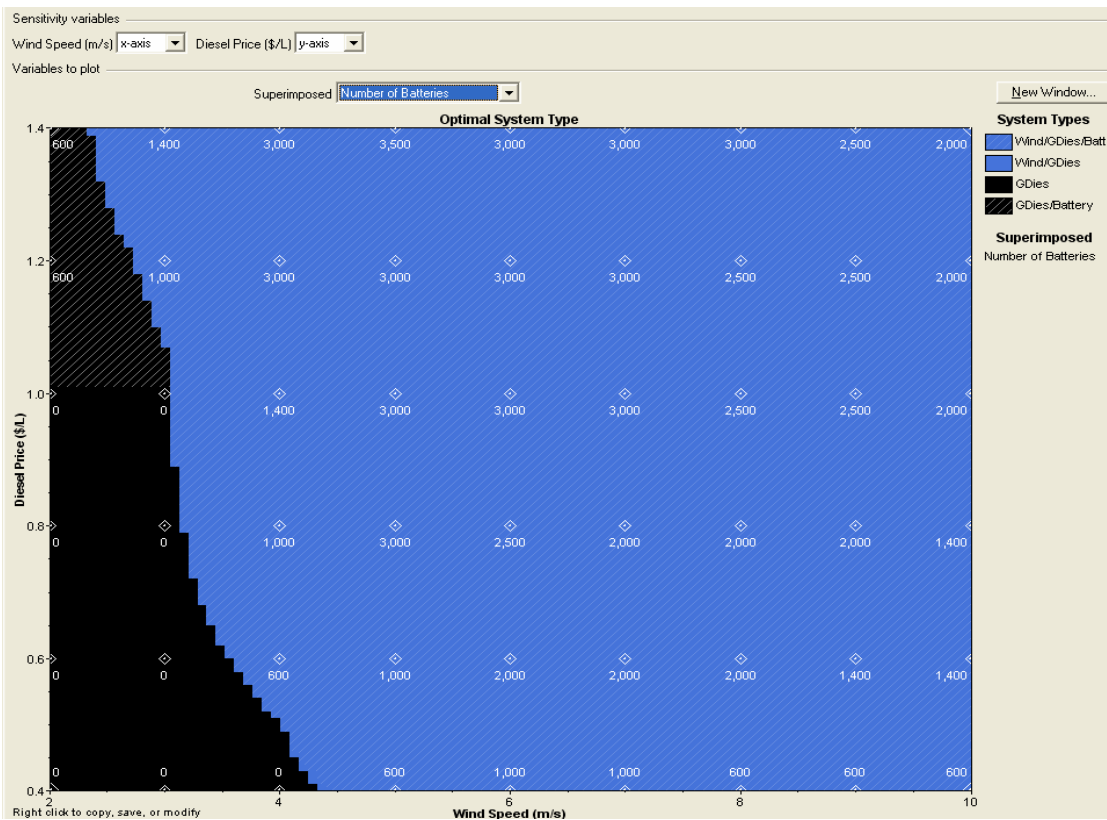 Sensitivity variables
Wind Speed (m/s) x-axis Diesel Price ($/L) y-axis
Variables to plot
Superimposed Number of Batteries New Window...
Optimal System Type
System Types
Wind/GDies/Batt
Wind/GDies
GDies
GDies/Battery
Superimposed
Number of Batteries
1.4
600 1,400 3,000 3,500 3,000 3,000 3,000 2,500 2,000
1.2
600 1,000 3,000 3,000 3,000 3,000 2,500 2,500 2,000
1.0
0 0 1,400 3,000 3,000 3,000 2,500 2,500 2,000
0.8
0 0 1,000 3,000 2,500 2,000 2,000 2,000 1,400
0.6
0 0 600 1,000 2,000 2,000 2,000 1,400 1,400
0 0 0 600 1,000 1,000 600 600 600
0.4
Diesel Price ($/L)
2 4 6 8 10
Right click to copy, save, or modify Wind Speed (m/s)